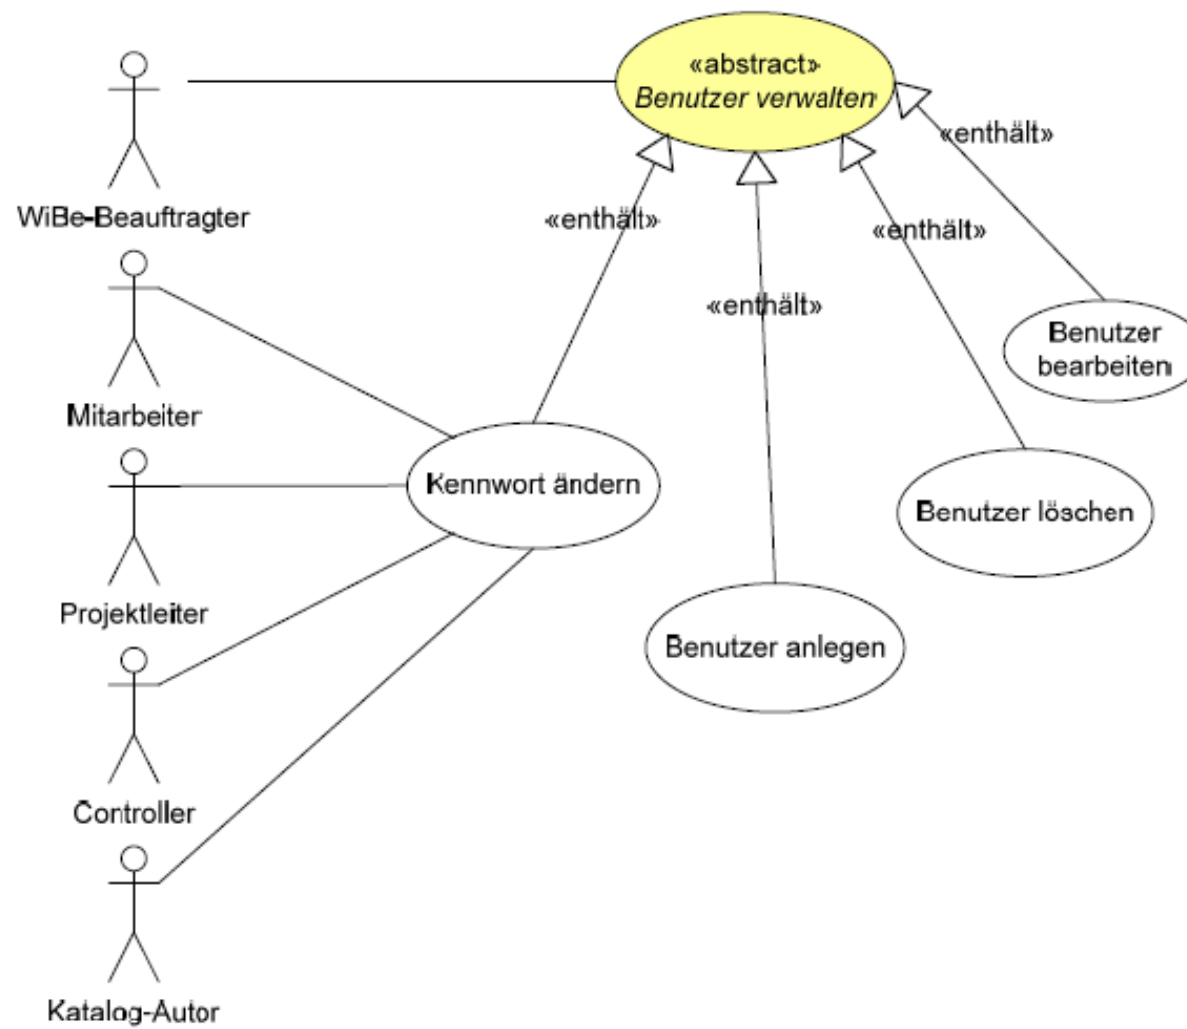 «abstract»
Benutzer verwalten
«enthält»
WiBe-Beauftragter
«enthält»
«enthält»
«enthält»
Benutzer
bearbeiten
Mitarbeiter
Kennwort ändern
Benutzer löschen
Projektleiter
Benutzer anlegen
Controller
Katalog-Autor